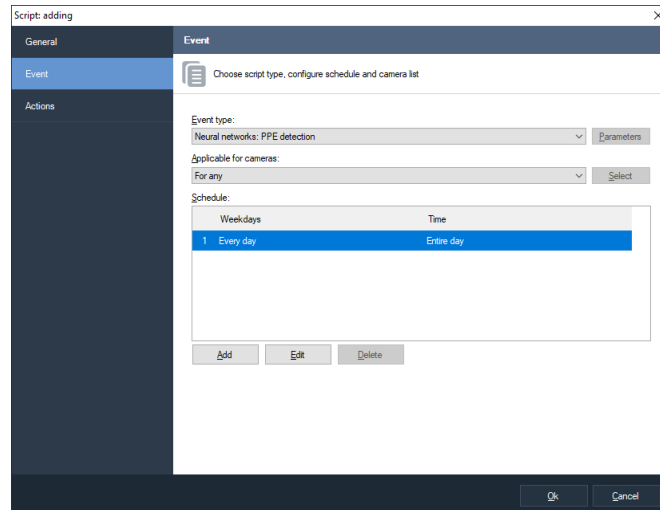 Script: adding
General
Event
Actions
Event
Choose script type, configure schedule and camera list
Event type:
Neural networks: PPE detection
Parameters
Applicable for cameras:
For any
Select
Schedule:
Weekdays Time
1 Every day Entire day
Add Edit Delete
Ok Cancel